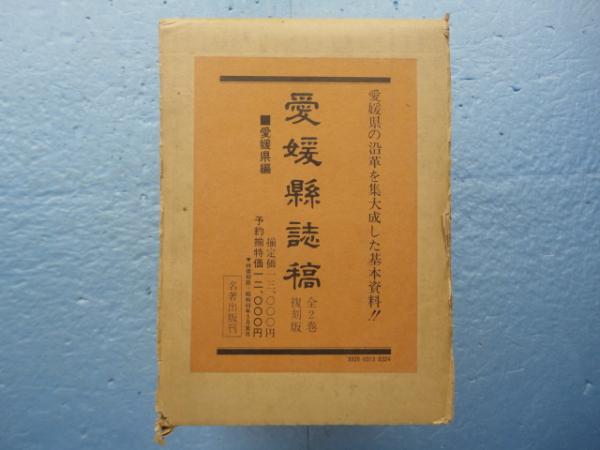 愛媛県の沿革を集大成した基本資料!!
愛媛縣誌稿
全2巻
復刻版
■愛媛県編
揃定価一三、〇〇〇円
予約揃特価一二、〇〇〇円
名著出版刊